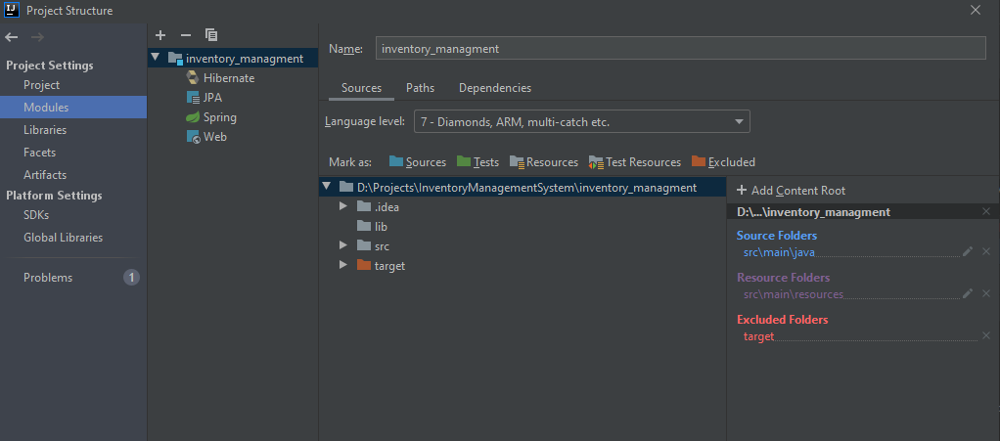 IJ Project Structure
Project Settings
Project
Modules
Libraries
Facets
Artifacts
Platform Settings
SDKs
Global Libraries
Problems 1
inventory_managment
Hibernate
JPA
Spring
Web
Name: inventory_managment
Sources Paths Dependencies
Language level: 7 - Diamonds, ARM, multi-catch etc.
Mark as: Sources Tests Resources Test Resources Excluded
D:\Projects\InventoryManagementSystem\inventory_managment
.idea
lib
src
target
+ Add Content Root
D:\...\inventory_managment
Source Folders
src\main\java
Resource Folders
src\main\resources
Excluded Folders
target